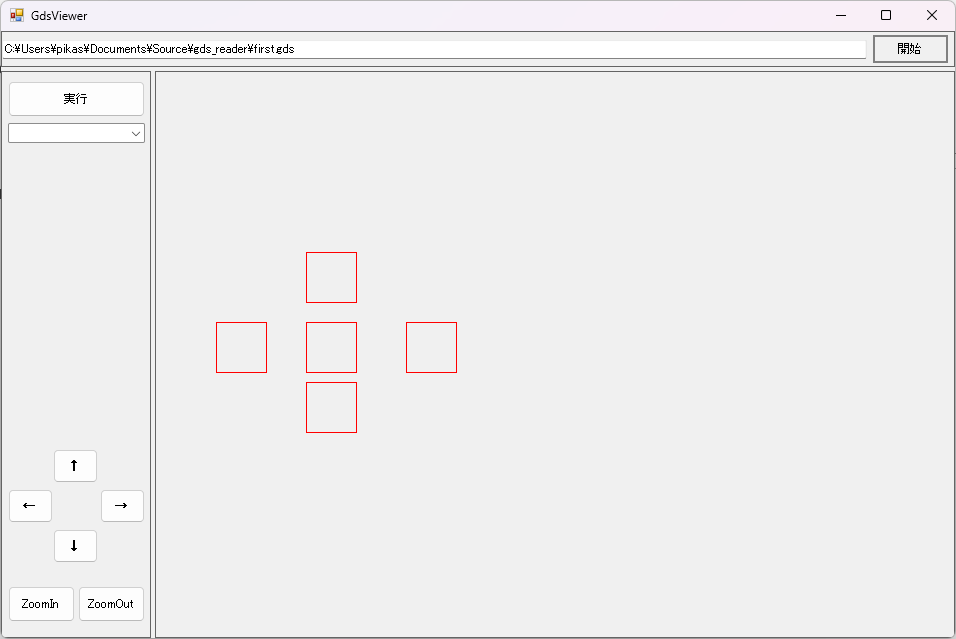 GdsViewer
C:¥Users¥pikas¥Documents¥Source¥gds_reader¥first.gds
開始
実行
↑
← →
↓
ZoomIn ZoomOut